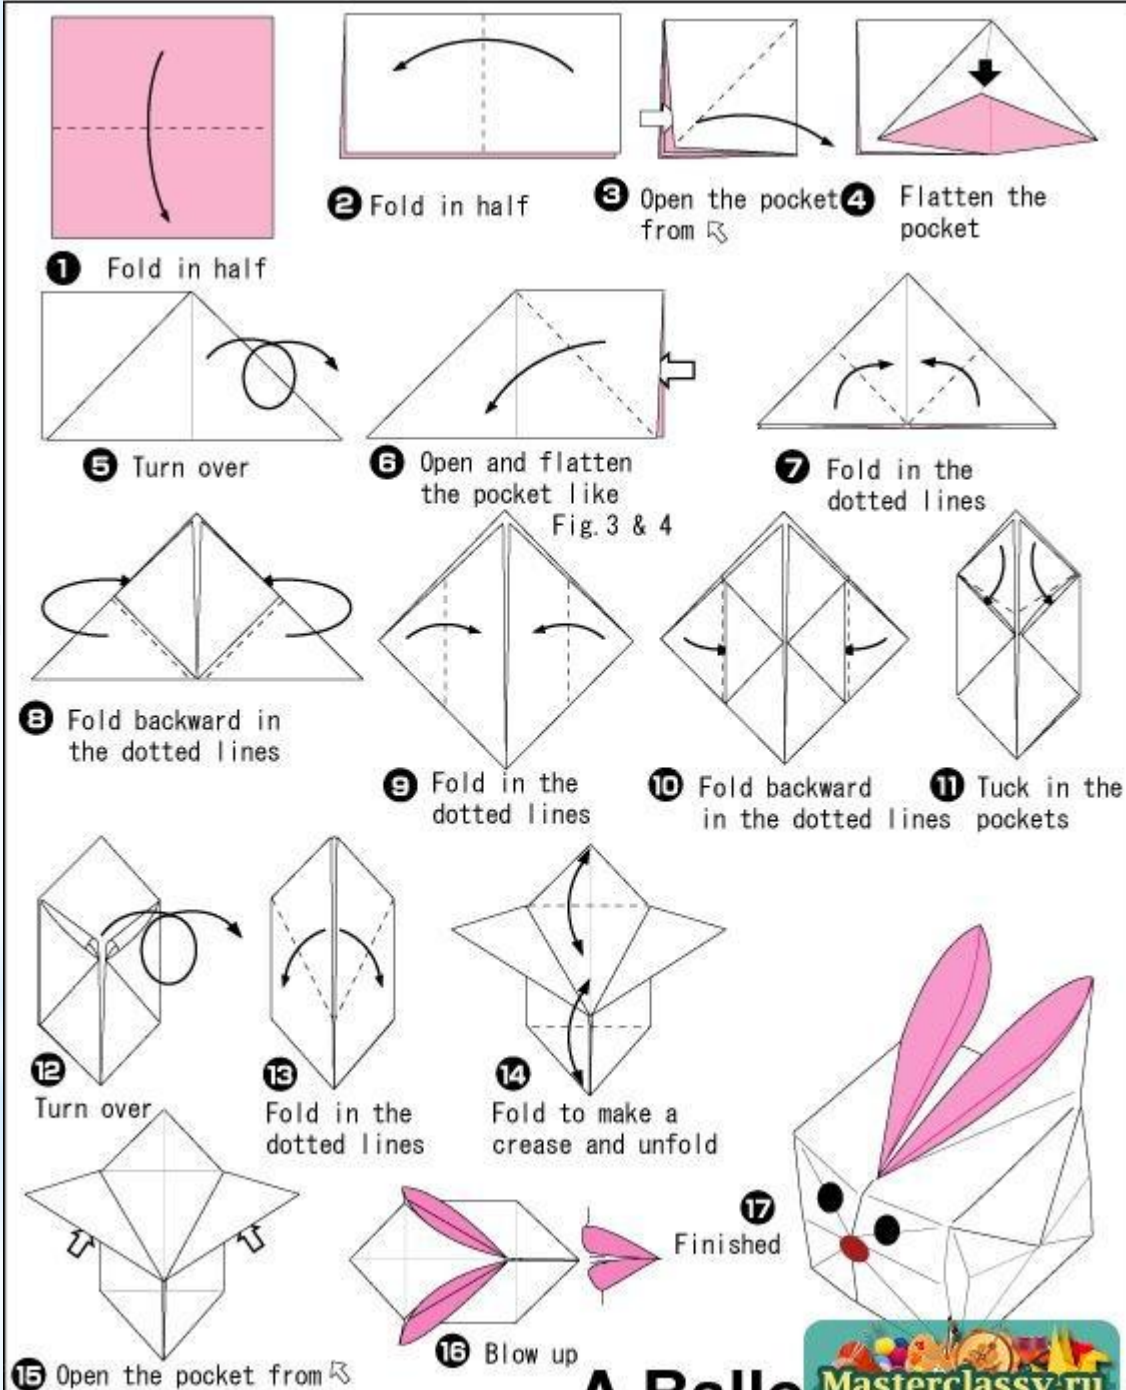 1 Fold in half
2 Fold in half
3 Open the pocket
from
4 Flatten the
pocket
5 Turn over
6 Open and flatten
the pocket like
Fig.3 & 4
7 Fold in the
dotted lines
8 Fold backward in
the dotted lines
9 Fold in the
dotted lines
10 Fold backward
in the dotted lines
11 Tuck in the
pockets
12
Turn over
13
Fold in the
dotted lines
14
Fold to make a
crease and unfold
15 Open the pocket from
16 Blow up
17
Finished
A
Masterclassy.ru